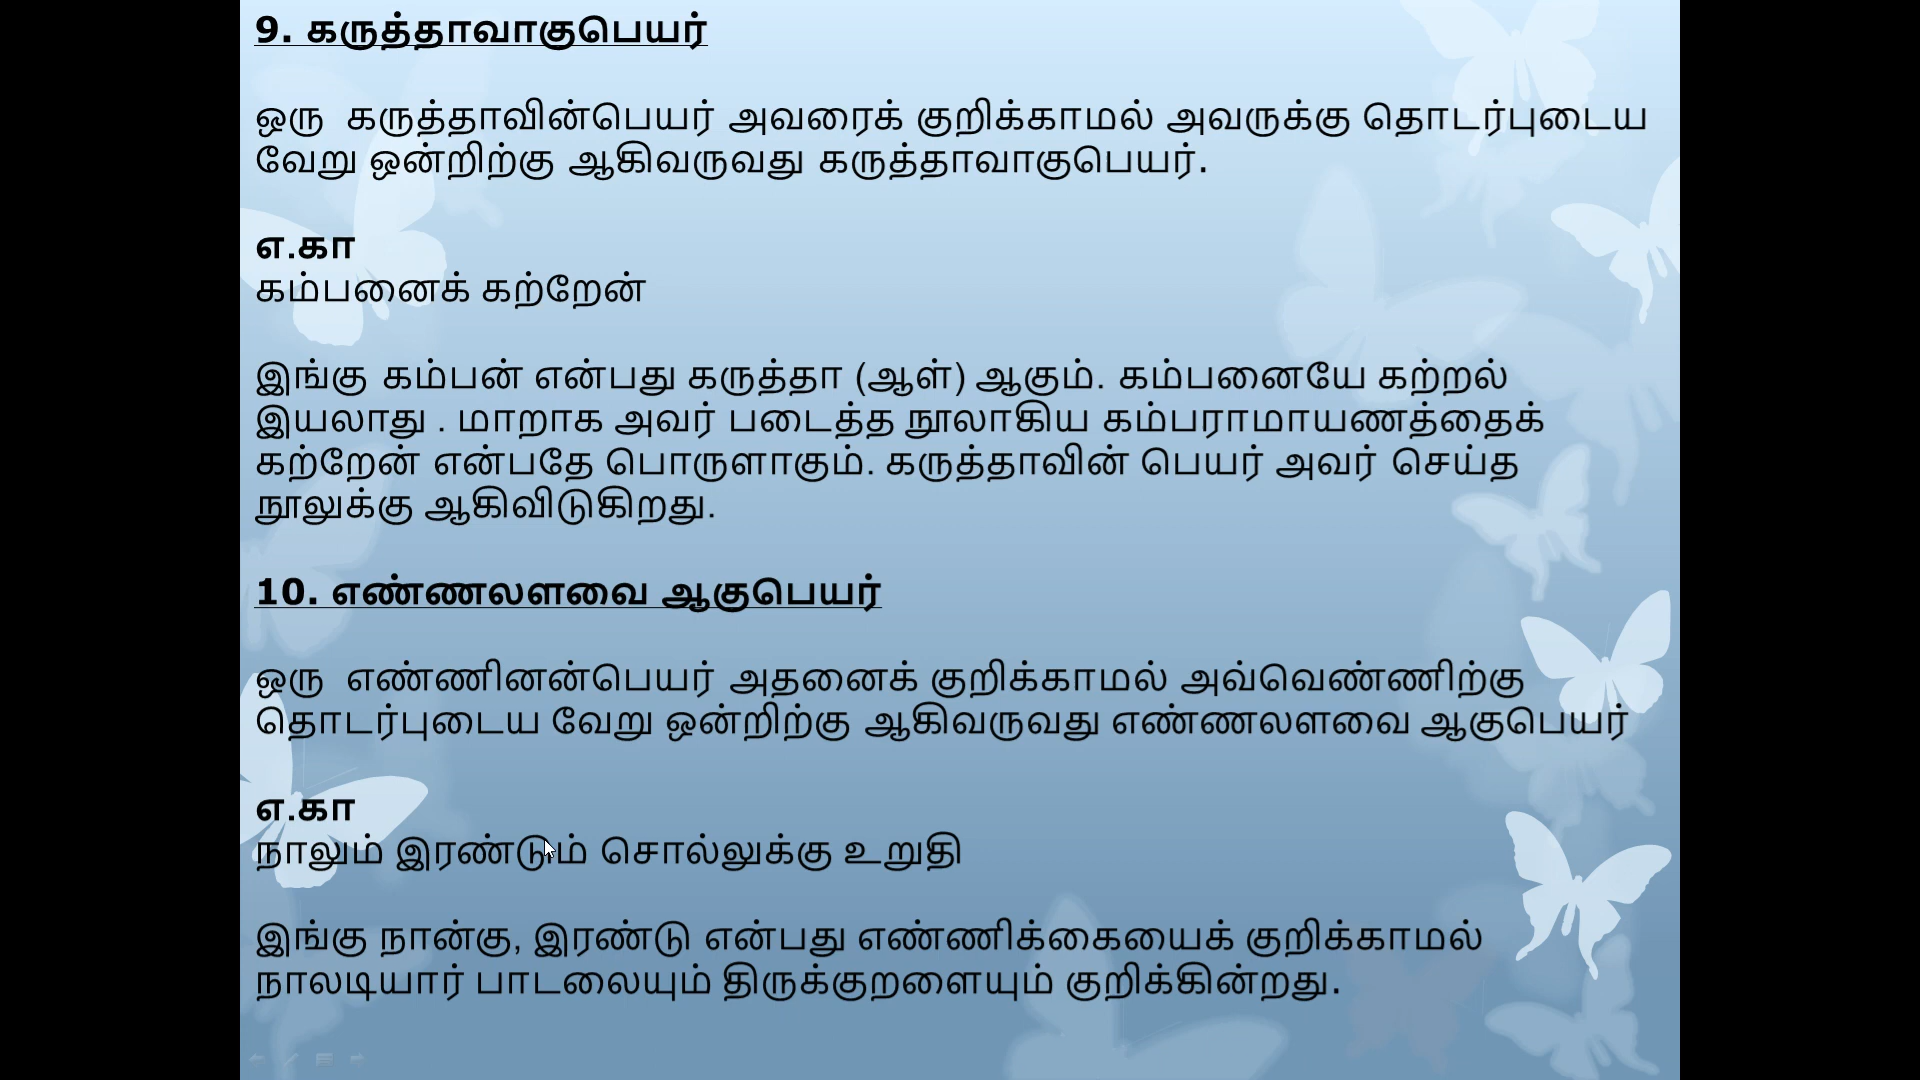 9. கருத்தாவாகுபெயர்
ஒரு கருத்தாவின்பெயர் அவரைக் குறிக்காமல் அவருக்கு தொடர்புடைய
வேறு ஒன்றிற்கு ஆகிவருவது கருத்தாவாகுபெயர்.
எ.கா
கம்பனைக் கற்றேன்
இங்கு கம்பன் என்பது கருத்தா (ஆள்) ஆகும். கம்பனையே கற்றல்
இயலாது . மாறாக அவர் படைத்த நூலாகிய கம்பராமாயணத்தைக்
கற்றேன் என்பதே பொருளாகும். கருத்தாவின் பெயர் அவர் செய்த
நூலுக்கு ஆகிவிடுகிறது.
10. எண்ணலளவை ஆகுபெயர்
ஒரு எண்ணினன்பெயர் அதனைக் குறிக்காமல் அவ்வெண்ணிற்கு
தொடர்புடைய வேறு ஒன்றிற்கு ஆகிவருவது எண்ணலளவை ஆகுபெயர்
எ.கா
நாலும் இரண்டும் சொல்லுக்கு உறுதி
இங்கு நான்கு, இரண்டு என்பது எண்ணிக்கையைக் குறிக்காமல்
நாலடியார் பாடலையும் திருக்குறளையும் குறிக்கின்றது.